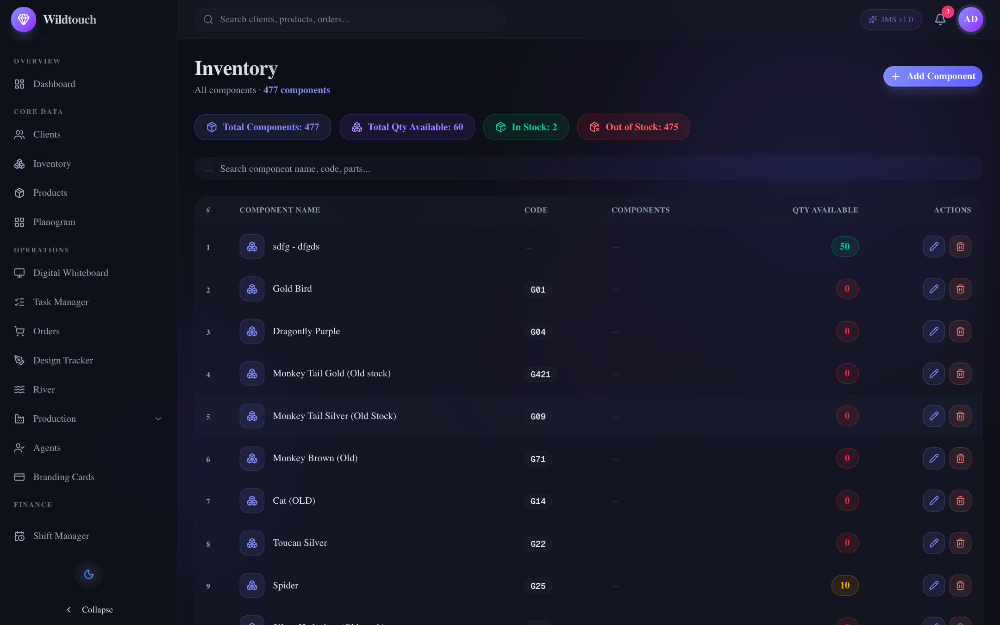 Wildtouch
Search clients, products, orders...
JMS v1.0
3
AD
OVERVIEW
Dashboard
CORE DATA
Clients
Inventory
Products
Planogram
OPERATIONS
Digital Whiteboard
Task Manager
Orders
Design Tracker
River
Production
Agents
Branding Cards
FINANCE
Shift Manager
Collapse
Inventory
All components · 477 components
Add Component
Total Components: 477
Total Qty Available: 60
In Stock: 2
Out of Stock: 475
Search component name, code, parts...
# COMPONENT NAME CODE COMPONENTS QTY AVAILABLE ACTIONS
1 sdfg - dfgds — — 50
2 Gold Bird G01 — 0
3 Dragonfly Purple G04 — 0
4 Monkey Tail Gold (Old stock) G421 — 0
5 Monkey Tail Silver (Old Stock) G09 — 0
6 Monkey Brown (Old) G71 — 0
7 Cat (OLD) G14 — 0
8 Toucan Silver G22 — 0
9 Spider G25 — 10